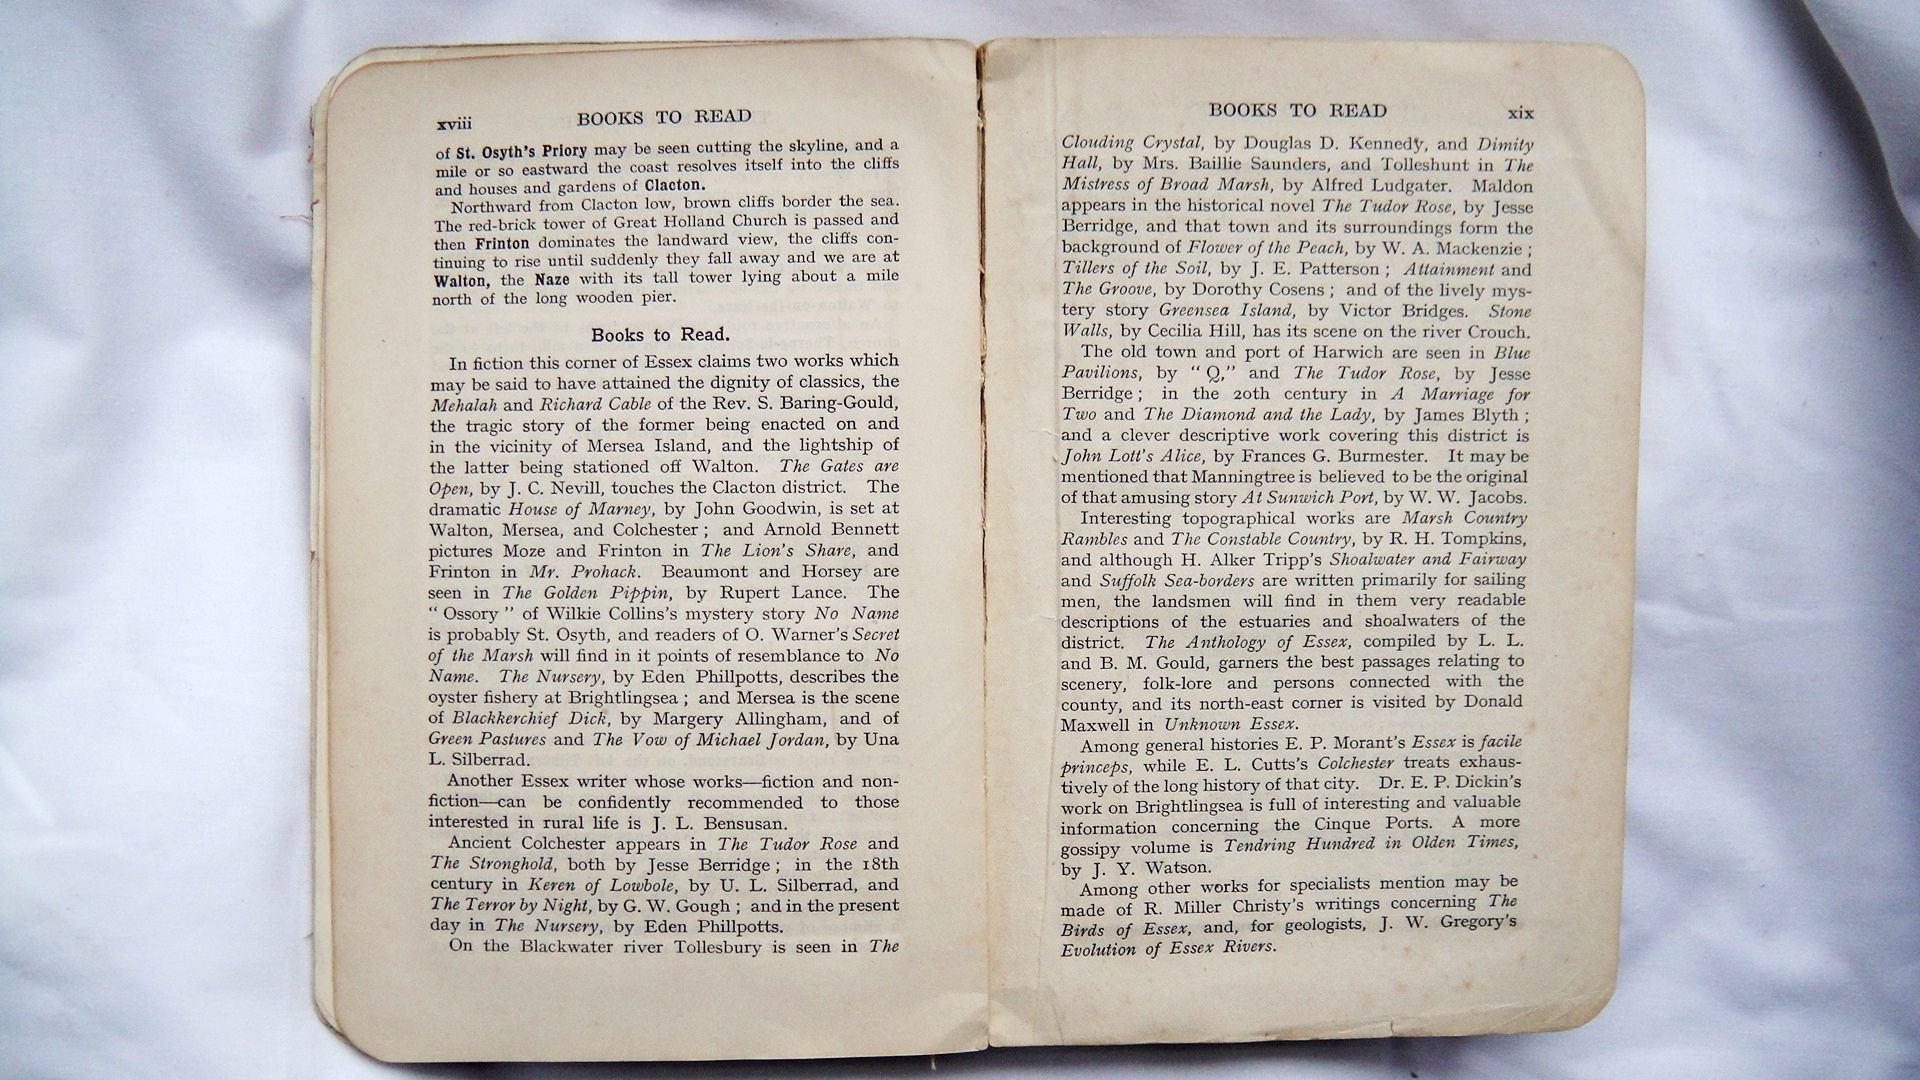 xviii BOOKS TO READ
of St. Osyth's Priory may be seen cutting the skyline, and a
mile or so eastward the coast resolves itself into the cliffs
and houses and gardens of Clacton.
Northward from Clacton low, brown cliffs border the sea.
The red-brick tower of Great Holland Church is passed and
then Frinton dominates the landward view, the cliffs con-
tinuing to rise until suddenly they fall away and we are at
Walton, the Naze with its tall tower lying about a mile
north of the long wooden pier.
Books to Read.
In fiction this corner of Essex claims two works which
may be said to have attained the dignity of classics, the
Mehalah and Richard Cable of the Rev. S. Baring-Gould,
the tragic story of the former being enacted on and
in the vicinity of Mersea Island, and the lightship of
the latter being stationed off Walton. The Gates are
Open, by J. C. Nevill, touches the Clacton district. The
dramatic House of Marney, by John Goodwin, is set at
Walton, Mersea, and Colchester; and Arnold Bennett
pictures Moze and Frinton in The Lion's Share, and
Frinton in Mr. Prohack. Beaumont and Horsey are
seen in The Golden Pippin, by Rupert Lance. The
"Ossory" of Wilkie Collins's mystery story No Name
is probably St. Osyth, and readers of O. Warner's Secret
of the Marsh will find in it points of resemblance to No
Name. The Nursery, by Eden Phillpotts, describes the
oyster fishery at Brightlingsea; and Mersea is the scene
of Blackkerchief Dick, by Margery Allingham, and of
Green Pastures and The Vow of Michael Jordan, by Una
L. Silberrad.
Another Essex writer whose works—fiction and non-
fiction—can be confidently recommended to those
interested in rural life is J. L. Bensusan.
Ancient Colchester appears in The Tudor Rose and
The Stronghold, both by Jesse Berridge; in the 18th
century in Keren of Lowbole, by U. L. Silberrad, and
The Terror by Night, by G. W. Gough; and in the present
day in The Nursery, by Eden Phillpotts.
On the Blackwater river Tollesbury is seen in The
BOOKS TO READ xix
Clouding Crystal, by Douglas D. Kennedy, and Dimity
Hall, by Mrs. Baillie Saunders, and Tolleshunt in The
Mistress of Broad Marsh, by Alfred Ludgater. Maldon
appears in the historical novel The Tudor Rose, by Jesse
Berridge, and that town and its surroundings form the
background of Flower of the Peach, by W. A. Mackenzie;
Tillers of the Soil, by J. E. Patterson; Attainment and
The Groove, by Dorothy Cosens; and of the lively mys-
tery story Greensea Island, by Victor Bridges. Stone
Walls, by Cecilia Hill, has its scene on the river Crouch.
The old town and port of Harwich are seen in Blue
Pavilions, by "Q," and The Tudor Rose, by Jesse
Berridge; in the 20th century in A Marriage for
Two and The Diamond and the Lady, by James Blyth;
and a clever descriptive work covering this district is
John Lott's Alice, by Frances G. Burmester. It may be
mentioned that Manningtree is believed to be the original
of that amusing story At Sunwich Port, by W. W. Jacobs.
Interesting topographical works are Marsh Country
Rambles and The Constable Country, by R. H. Tompkins,
and although H. Alker Tripp's Shoalwater and Fairway
and Suffolk Sea-borders are written primarily for sailing
men, the landsmen will find in them very readable
descriptions of the estuaries and shoalwaters of the
district. The Anthology of Essex, compiled by L. L.
and B. M. Gould, garners the best passages relating to
scenery, folk-lore and persons connected with the
county, and its north-east corner is visited by Donald
Maxwell in Unknown Essex.
Among general histories E. P. Morant's Essex is facile
princeps, while E. L. Cutts's Colchester treats exhaus-
tively of the long history of that city. Dr. E. P. Dickin's
work on Brightlingsea is full of interesting and valuable
information concerning the Cinque Ports. A more
gossipy volume is Tendring Hundred in Olden Times,
by J. Y. Watson.
Among other works for specialists mention may be
made of R. Miller Christy's writings concerning The
Birds of Essex, and, for geologists, J. W. Gregory's
Evolution of Essex Rivers.